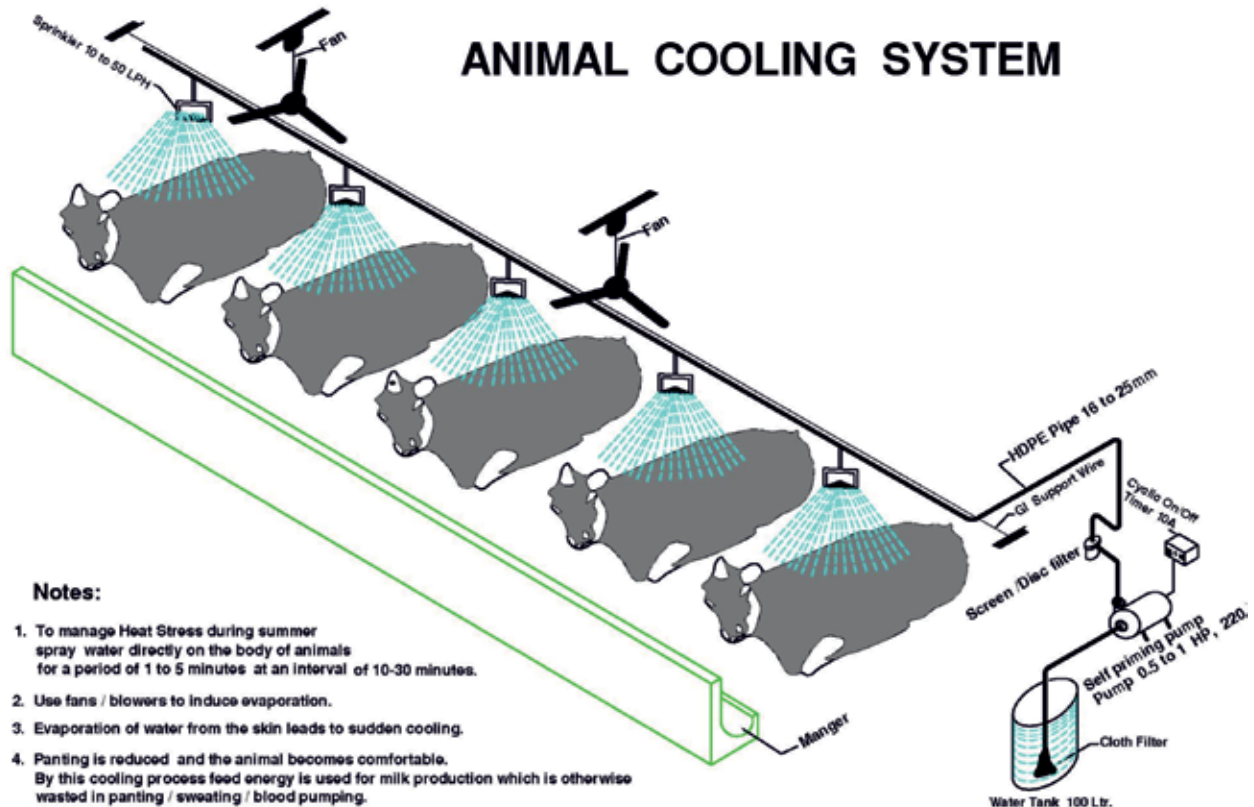 ANIMAL COOLING SYSTEM
Sprinkler 10 to 50 LPH
Fan
Fan
HDPE Pipe 16 to 25mm
GI Support Wire
Cyclic On/Off
Timer 10A
Screen /Disc filter
Self priming pump
Pump 0.5 to 1 HP, 220,
Manger
Cloth Filter
Water Tank 100 Ltr.
Notes:
1. To manage Heat Stress during summer
spray water directly on the body of animals
for a period of 1 to 5 minutes at an interval of 10-30 minutes.
2. Use fans / blowers to induce evaporation.
3. Evaporation of water from the skin leads to sudden cooling.
4. Panting is reduced and the animal becomes comfortable.
By this cooling process feed energy is used for milk production which is otherwise
wasted in panting / sweating / blood pumping.